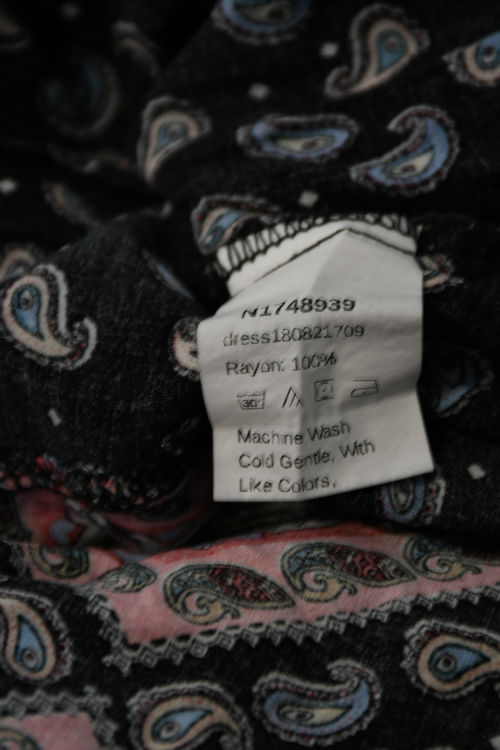 N1748939
dress180821709
Rayon: 100%
30°
Machine Wash
Cold Gentle, With
Like Colors,